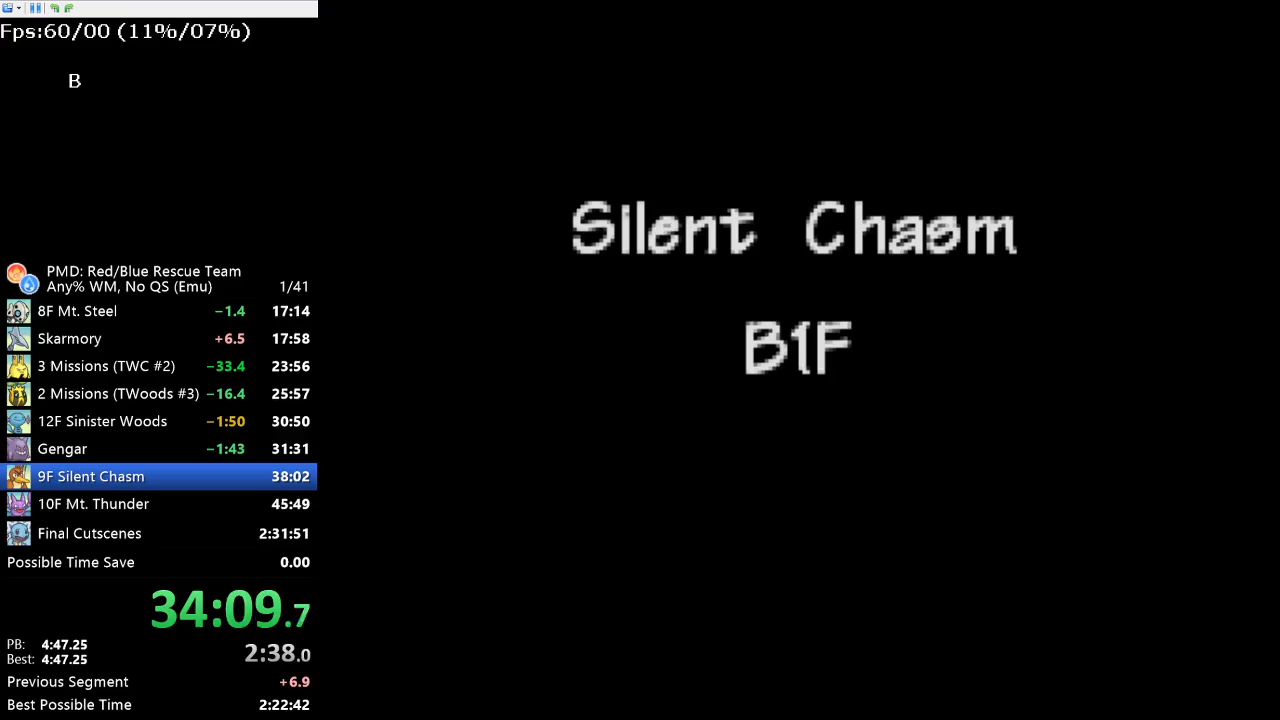 Fps:60/00 (11%/07%)
B
Silent Chasm
B1F
PMD: Red/Blue Rescue Team
Any% WM, No QS (Emu) 1/41
8F Mt. Steel −1.4 17:14
Skarmory +6.5 17:58
3 Missions (TWC #2) −33.4 23:56
2 Missions (TWoods #3) −16.4 25:57
12F Sinister Woods −1:50 30:50
Gengar −1:43 31:31
9F Silent Chasm 38:02
10F Mt. Thunder 45:49
Final Cutscenes 2:31:51
Possible Time Save 0.00
34:09.7
PB: 4:47.25
Best: 4:47.25
2:38.0
Previous Segment +6.9
Best Possible Time 2:22:42